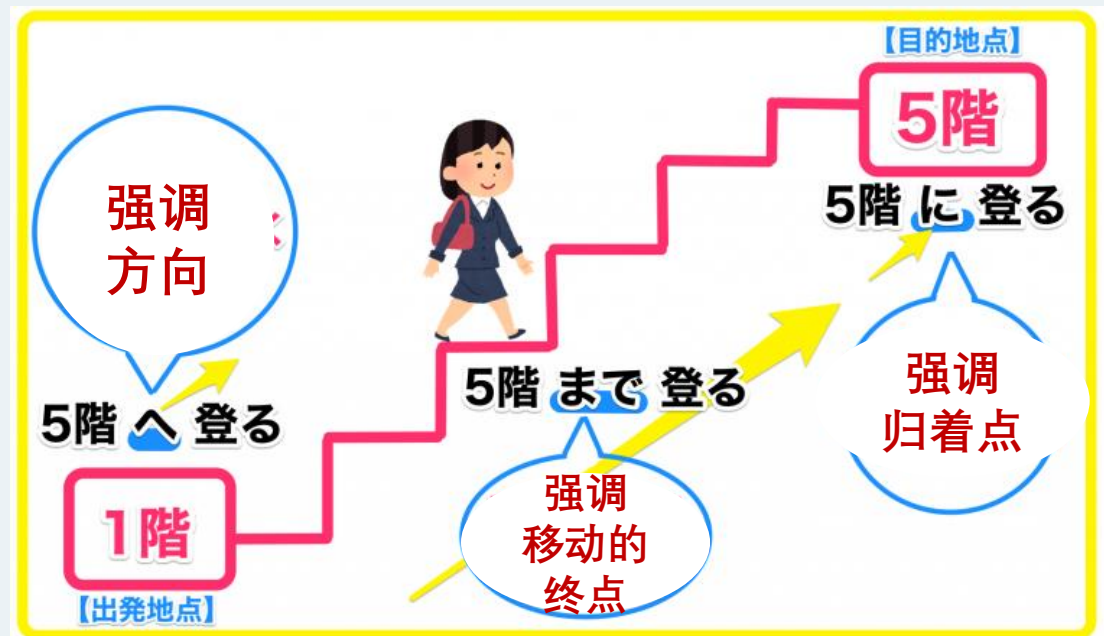 【目的地点】
5階
5階 に 登る
强调
方向
5階 まで 登る
强调
归着点
5階 へ 登る
强调
移动的
终点
1階
【出発地点】